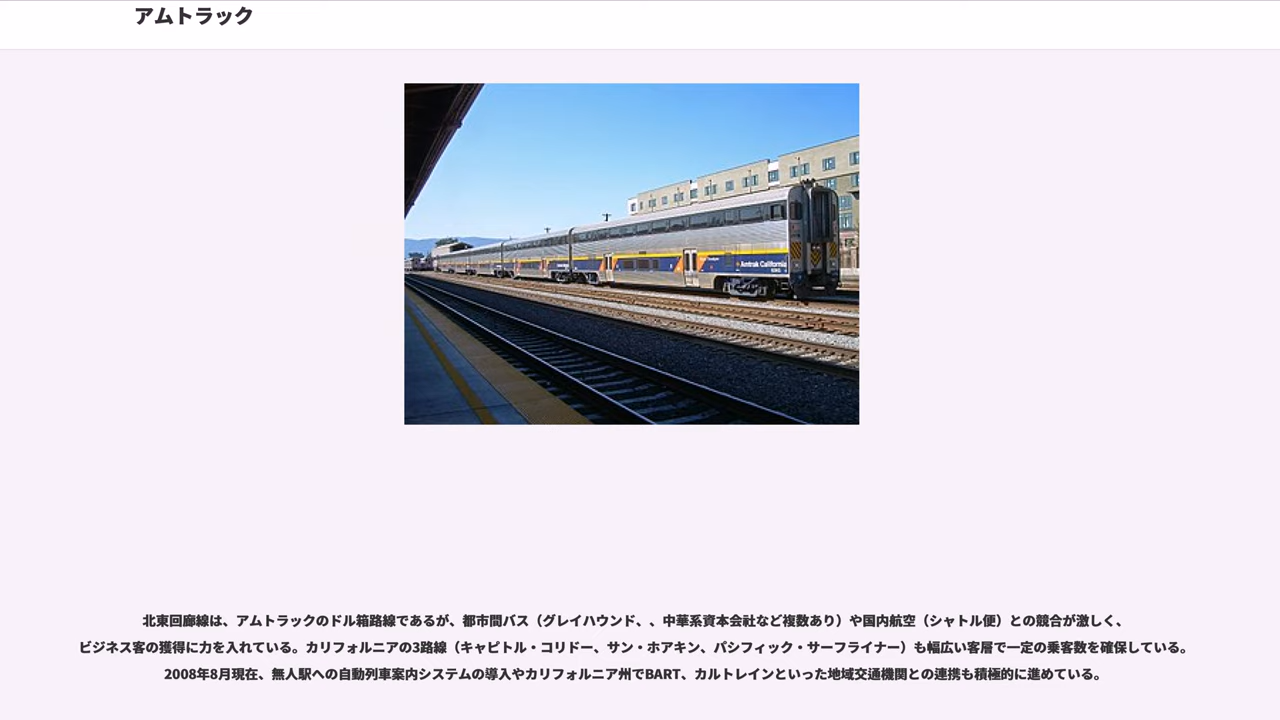 アムトラック
Amtrak California
北東回廊線は、アムトラックのドル箱路線であるが、都市間バス（グレイハウンド、、中華系資本会社など複数あり）や国内航空（シャトル便）との競合が激しく、
ビジネス客の獲得に力を入れている。カリフォルニアの3路線（キャピトル・コリドー、サン・ホアキン、パシフィック・サーフライナー）も幅広い客層で一定の乗客数を確保している。
2008年8月現在、無人駅への自動列車案内システムの導入やカリフォルニア州でBART、カルトレインといった地域交通機関との連携も積極的に進めている。